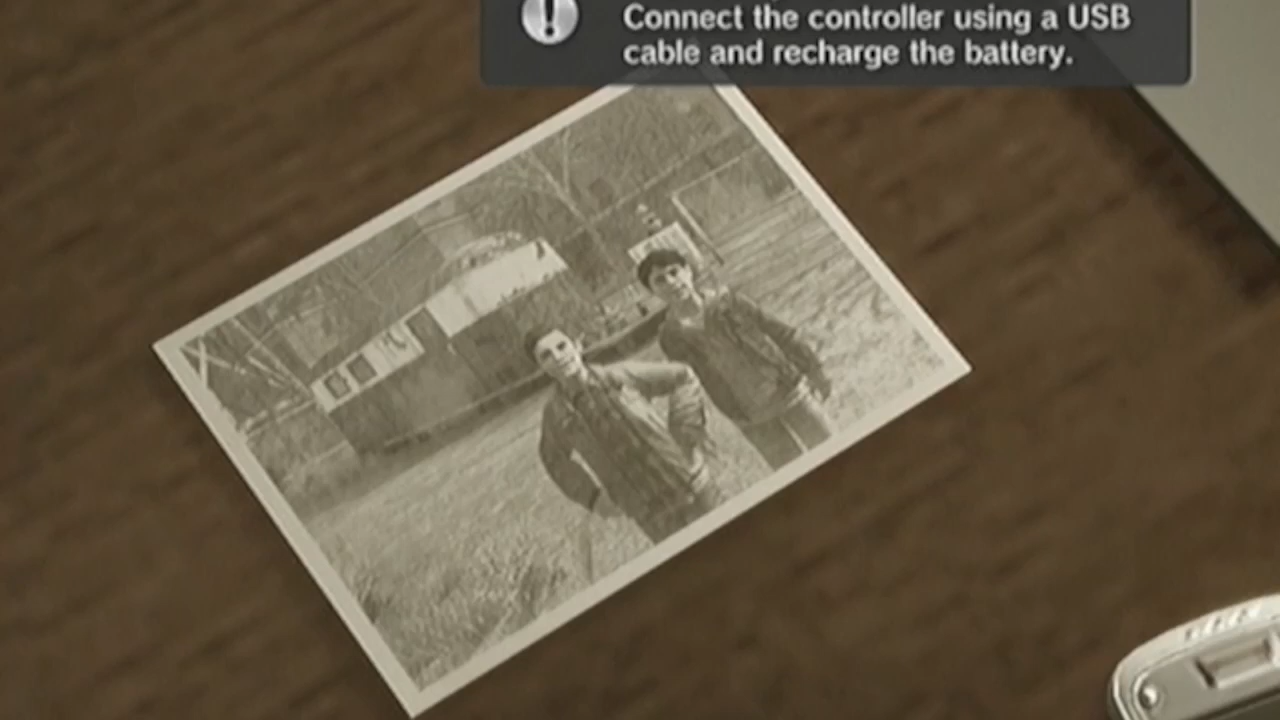 Connect the controller using a USB
cable and recharge the battery.